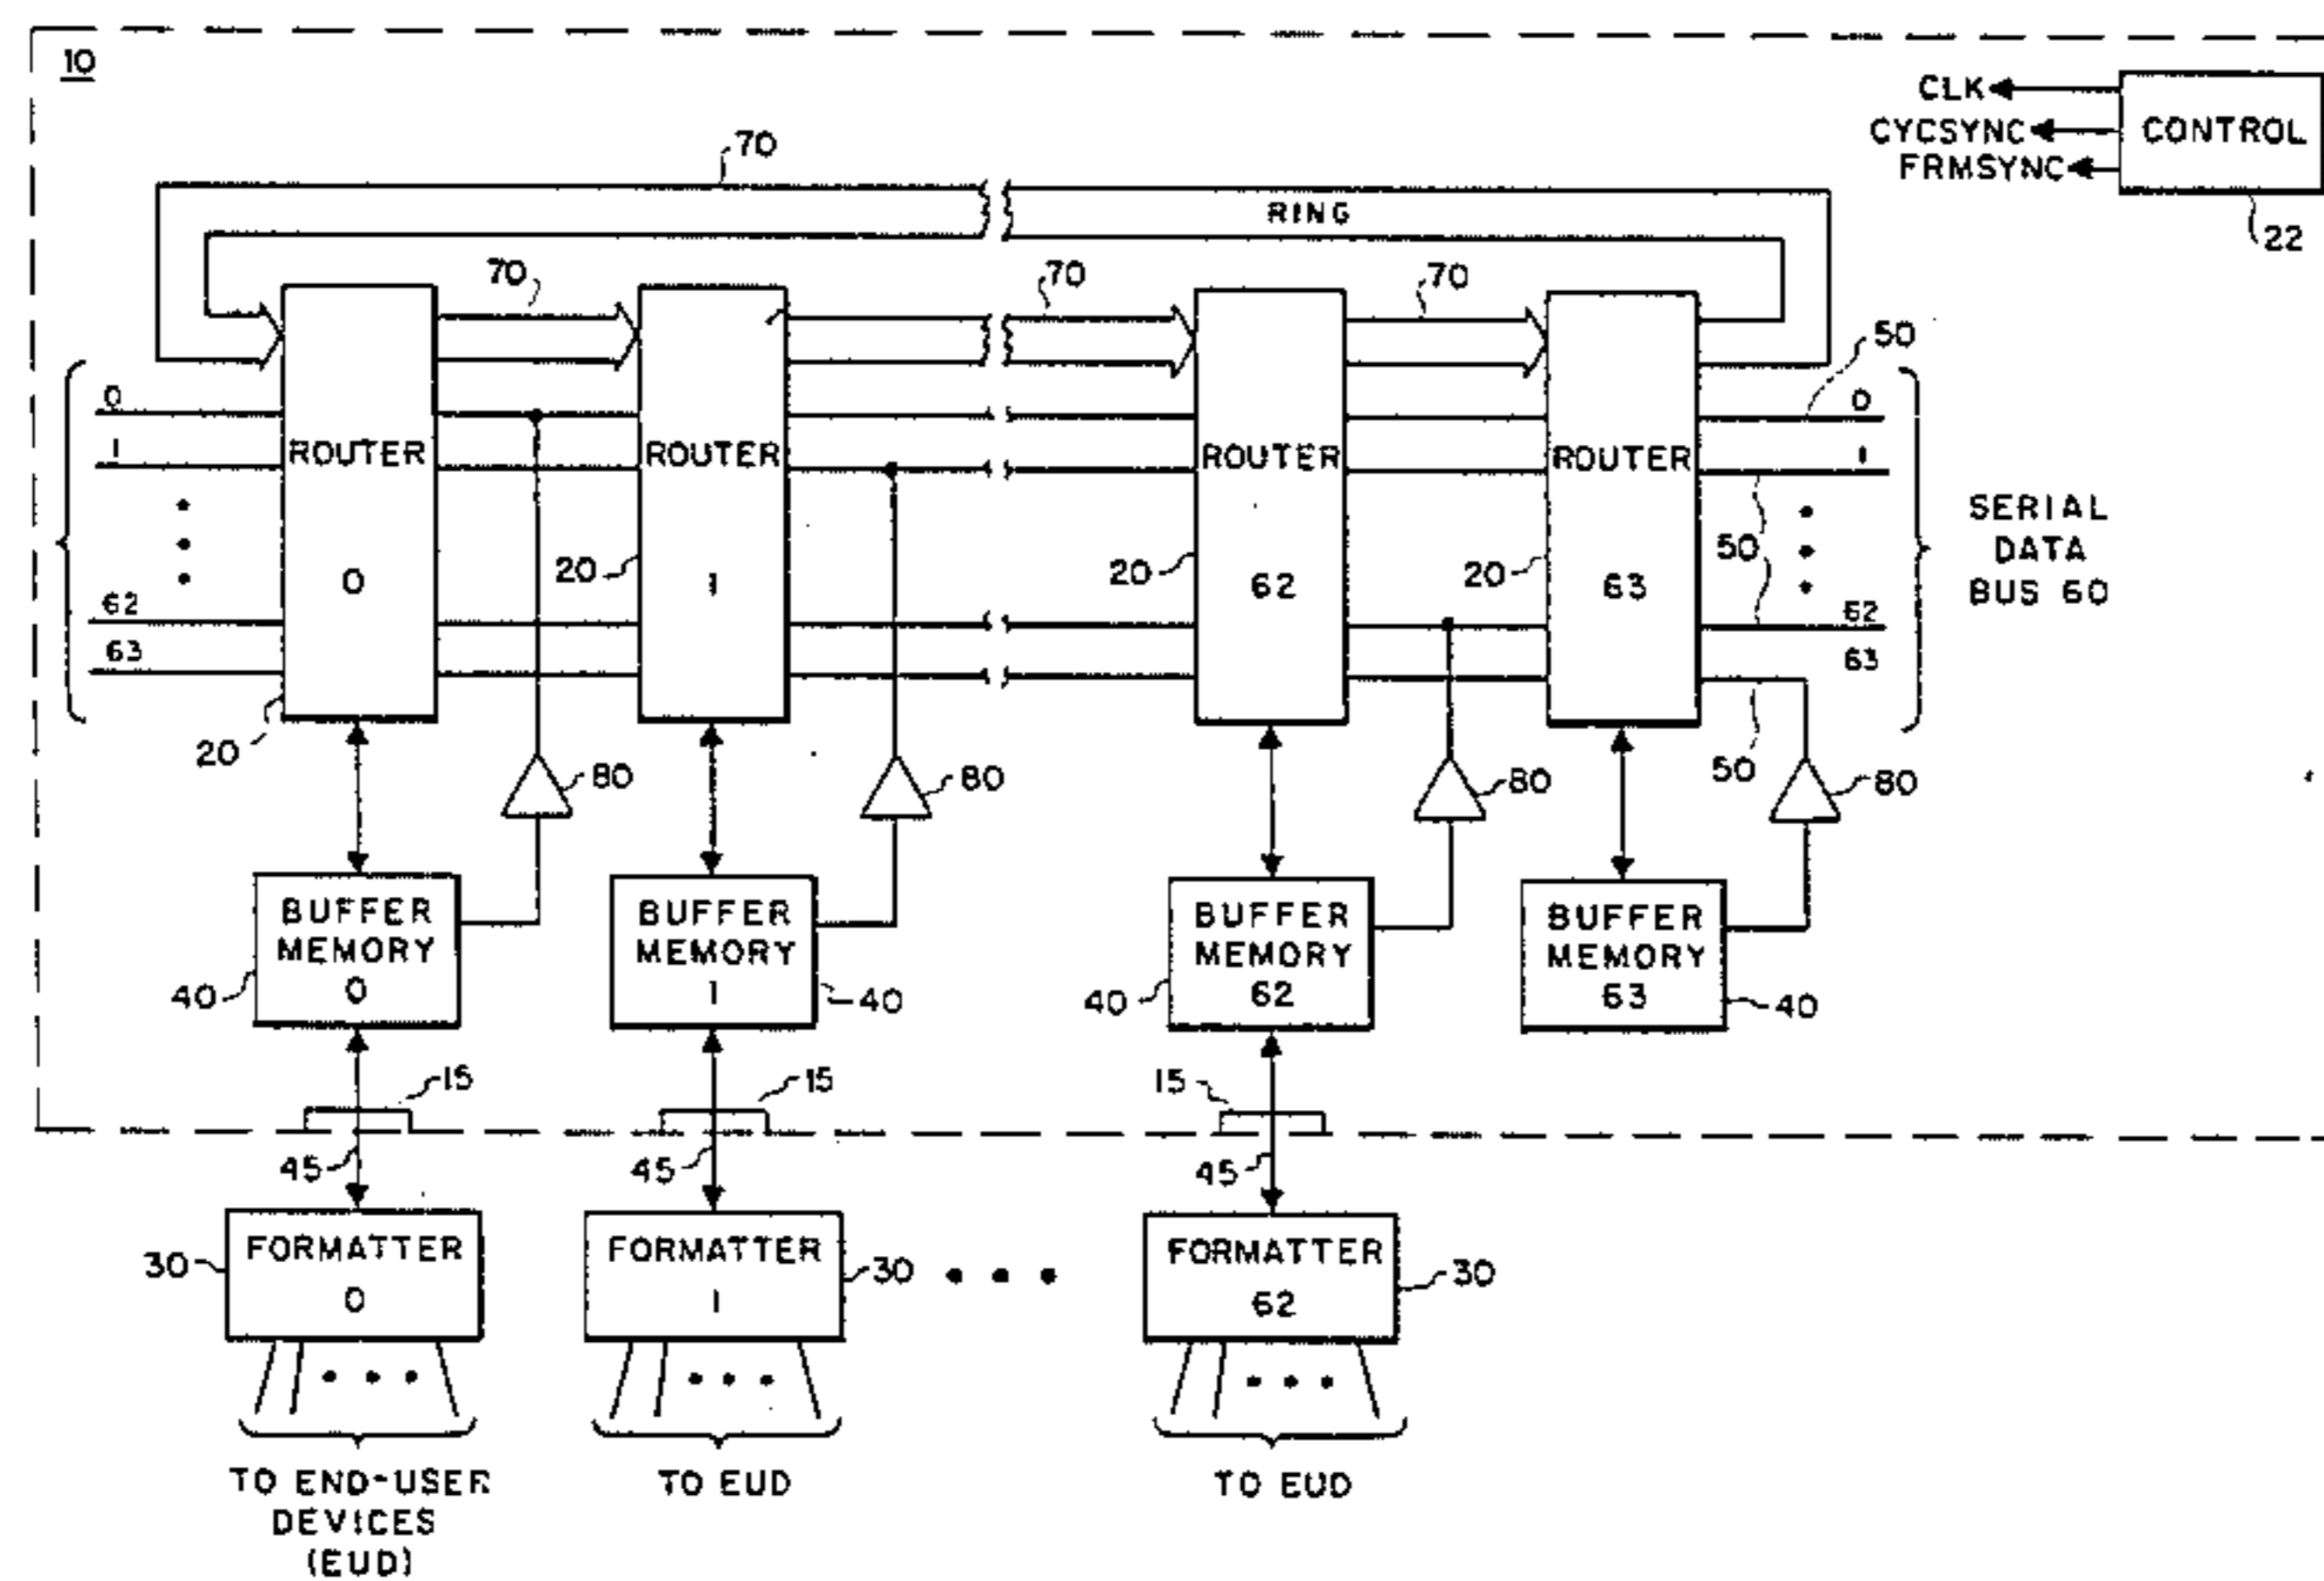 10
CLK
CYCSYNC
FRMSYNC
CONTROL
22
70
RING
70
70
70
50
0
1
62
63
ROUTER
0
20
ROUTER
1
20
ROUTER
62
20
ROUTER
63
20
0
1
50
62
63
50
SERIAL
DATA
BUS 60
80
80
80
80
BUFFER
MEMORY
0
40
BUFFER
MEMORY
1
40
BUFFER
MEMORY
62
40
BUFFER
MEMORY
63
40
15
15
15
45
45
45
FORMATTER
0
30
FORMATTER
1
30
FORMATTER
62
30
TO END-USER
DEVICES
(EUD)
TO EUD
TO EUD